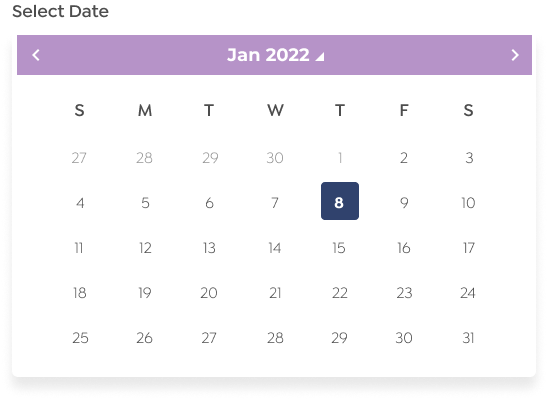 Select Date
Jan 2022
S M T W T F S
27 28 29 30 1 2 3
4 5 6 7 8 9 10
11 12 13 14 15 16 17
18 19 20 21 22 23 24
25 26 27 28 29 30 31